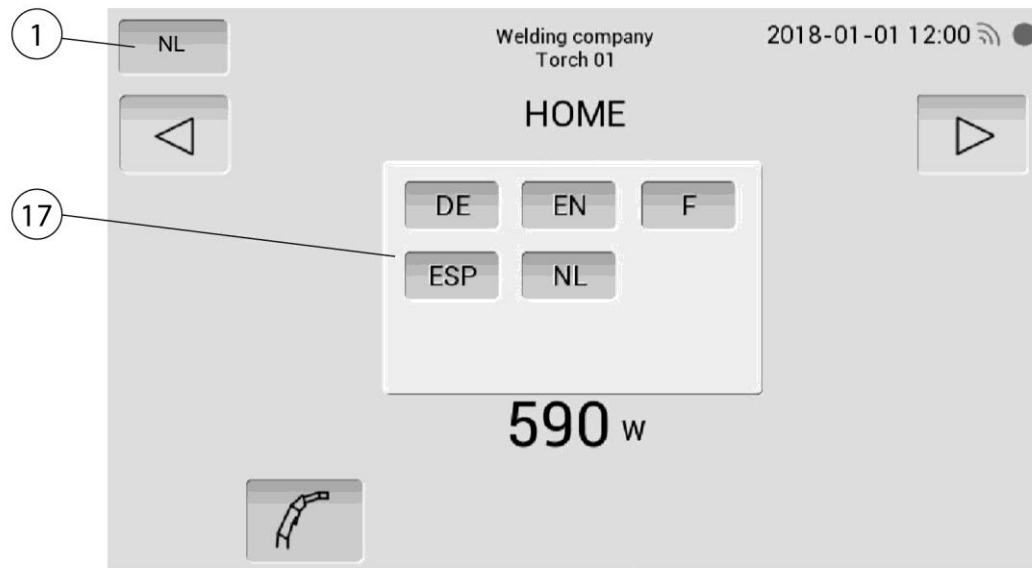 1
NL
Welding company
Torch 01
2018-01-01 12:00
HOME
17
DE EN F
ESP NL
590 W